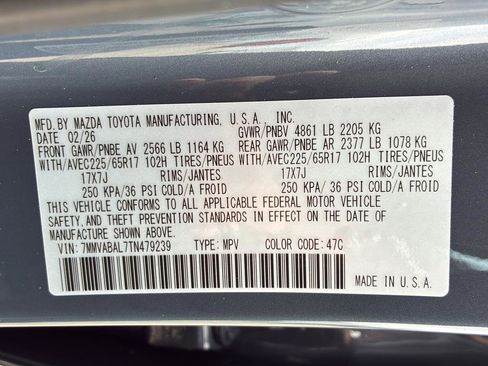 MFD. BY MAZDA TOYOTA MANUFACTURING, U.S.A., INC.
DATE 02/26 GVWR/PNBV 4861 LB 2205 KG
FRONT GAWR/PNBE AV 2566 LB 1164 KG REAR GAWR/PNBE AR 2377 LB 1078 KG
WITH/AVEC225/65R17 102H TIRES/PNEUS WITH/AVEC225/65R17 102H TIRES/PNEUS
17X7J RIMS/JANTES 17X7J RIMS/JANTES
250 KPA/36 PSI COLD/A FROID 250 KPA/36 PSI COLD/A FROID
THIS VEHICLE CONFORMS TO ALL APPLICABLE FEDERAL MOTOR VEHICLE
SAFETY,AND THEFT PREVENTION STANDARDS IN EFFECT ON THE DATE OF
MANUFACTURE SHOWN ABOVE.
VIN: 7MMVABAL7TN479239 TYPE: MPV COLOR CODE: 47C
MADE IN U.S.A.